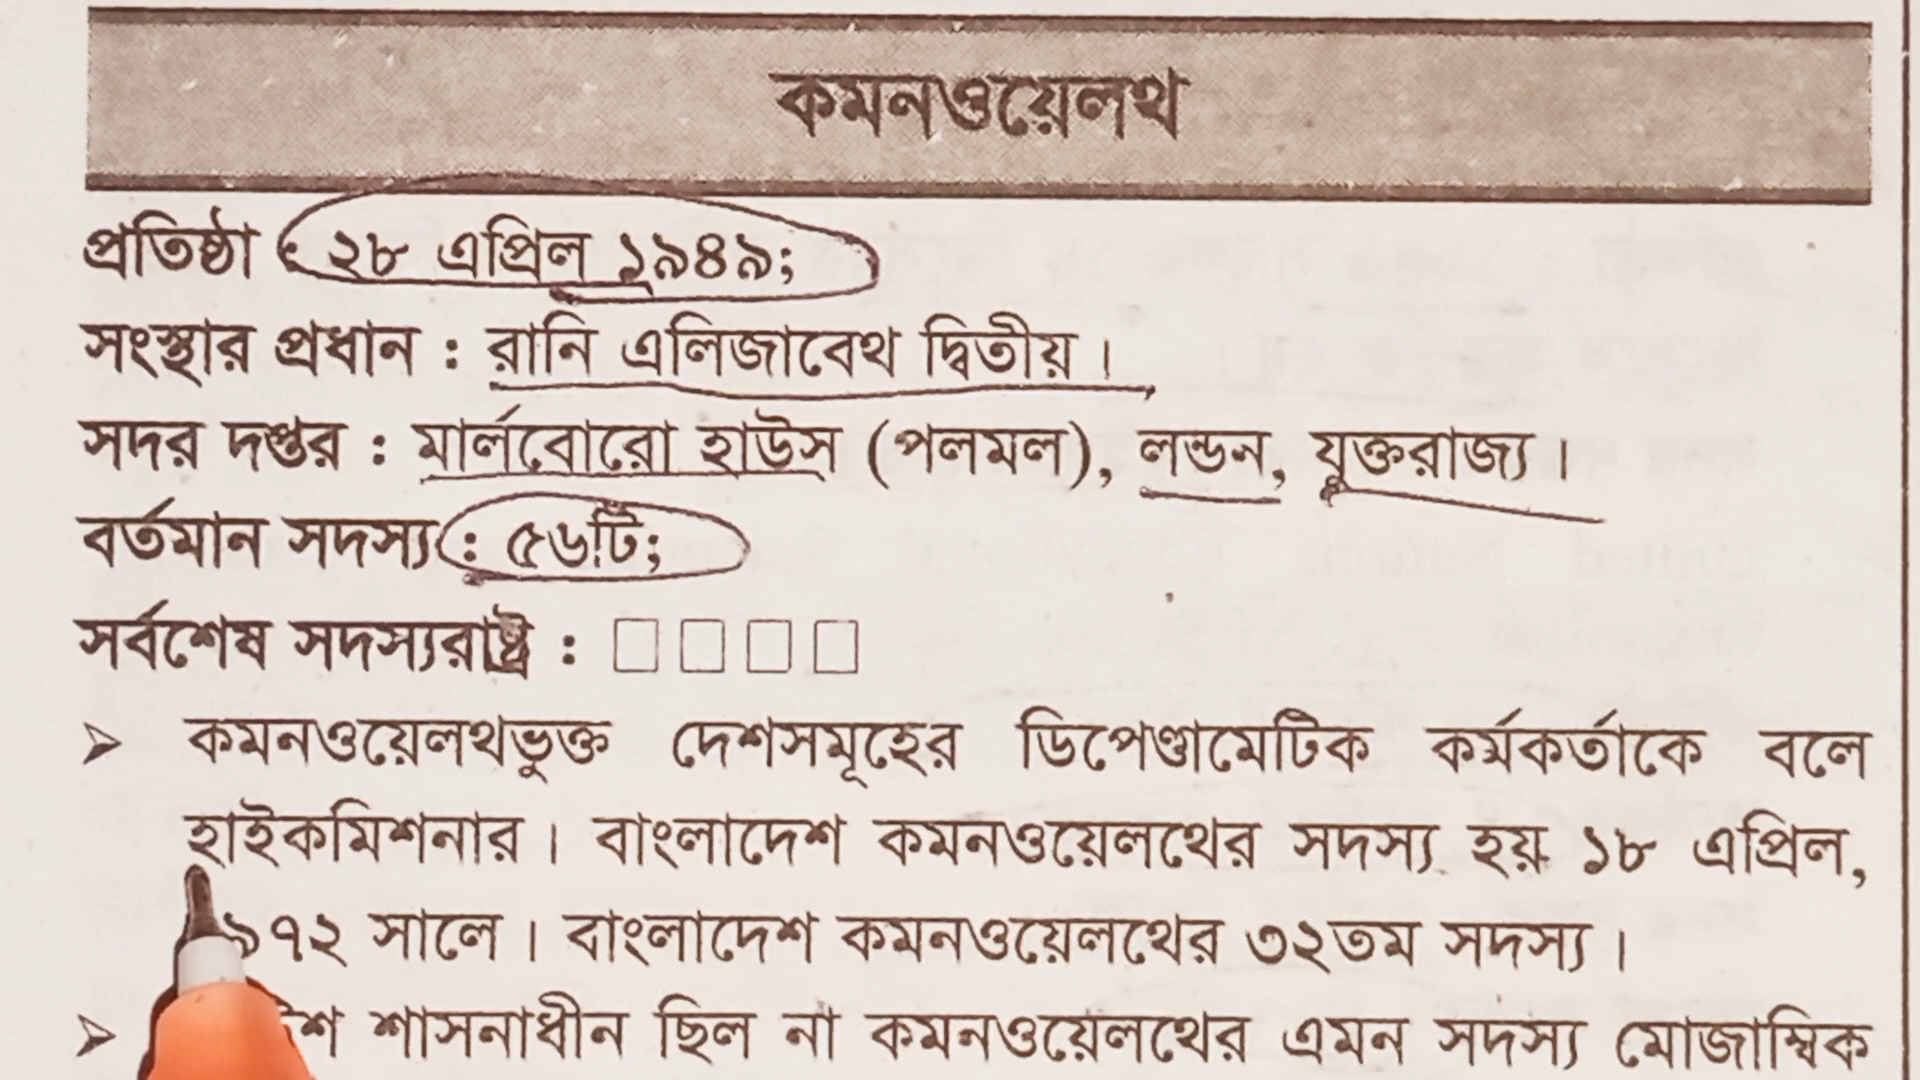 কমনওয়েলথ
প্রতিষ্ঠা : ২৮ এপ্রিল ১৯৪৯;
সংস্থার প্রধান : রানি এলিজাবেথ দ্বিতীয়।
সদর দপ্তর : মার্লবোরো হাউস (পলমল), লন্ডন, যুক্তরাজ্য।
বর্তমান সদস্য : ৫৬টি;
সর্বশেষ সদস্যরাষ্ট্র : □ □ □ □
➢ কমনওয়েলথভুক্ত দেশসমূহের ডিপেণ্ডামেটিক কর্মকর্তাকে বলে
হাইকমিশনার। বাংলাদেশ কমনওয়েলথের সদস্য হয় ১৮ এপ্রিল,
৯৭২ সালে। বাংলাদেশ কমনওয়েলথের ৩২তম সদস্য।
➢ শাসনাধীন ছিল না কমনওয়েলথের এমন সদস্য মোজাম্বিক